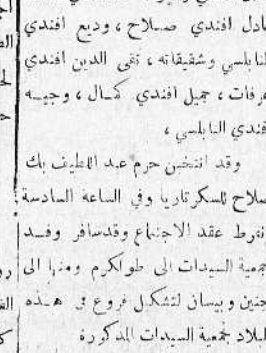 عادل افندي صلاح ، وديع افندي
النابلسي وشقيقاته ، تقي الدين افندي
عرفات ، جميل افندي كمال ، وجيه
افندي النابلسي ،
وقد انتخبن حرم عبد اللطيف بك
صلاح للسكرتاريا وفي الساعة السادسة
انفرط عقد الاجتماع وقد سافر وفد
جمعية السيدات الى طولكرم ومنها الى
جنين وبيسان لتشكيل فروع في هذه
البلاد لجمعية السيدات المذكورة